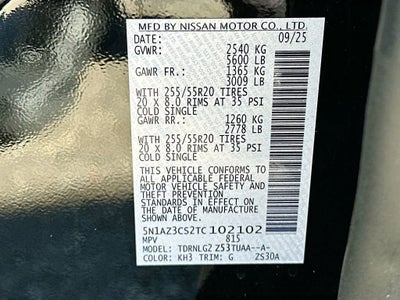 MFD BY NISSAN MOTOR CO., LTD.
DATE: 09/25
GVWR: 2540 KG
5600 LB
GAWR FR.: 1365 KG
3009 LB
WITH 255/55R20 TIRES
20 x 8.0 RIMS AT 35 PSI
COLD SINGLE
GAWR RR.: 1260 KG
2778 LB
WITH 255/55R20 TIRES
20 x 8.0 RIMS AT 35 PSI
COLD SINGLE
THIS VEHICLE CONFORMS TO
ALL APPLICABLE FEDERAL
MOTOR VEHICLE SAFETY AND
THEFT PREVENTION
STANDARDS IN EFFECT ON
THE DATE OF MANUFACTURE
SHOWN ABOVE.
5N1AZ3CS2TC102102
MPV 815
MODEL: TDRNLG2 Z53TUAA--A-
COLOR: KH3 TRIM: G ZS3DA